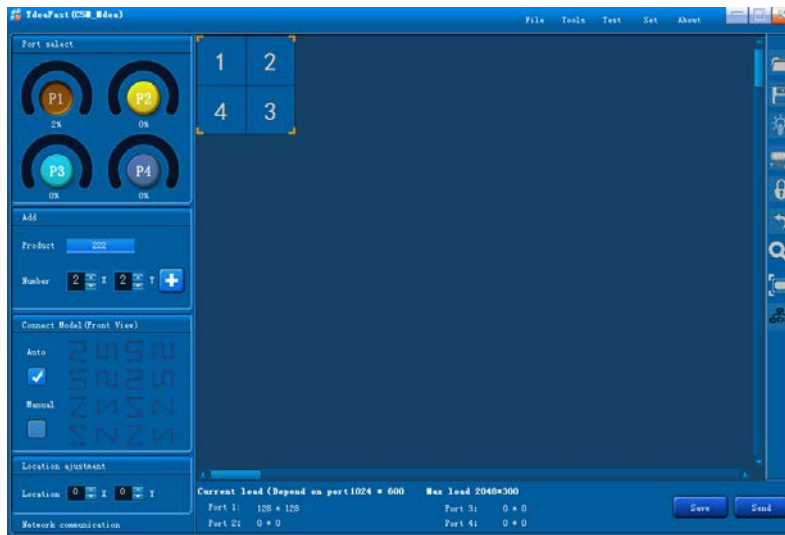 YdeaFast(CSM_Mdea)
File Tools Test Set About
Port select
P1 P2
2% 0%
P3 P4
0% 0%
1 2
4 3
Add
Product 222
Number 2 X 2 Y +
Connect Model(Front View)
Auto
Manual
Location ajustment
Location 0 X 0 Y
Network communication
Current load(Depend on port1024 * 600 Max load 2048*300
Port 1: 128 * 128 Port 3: 0 * 0
Port 2: 0 * 0 Port 4: 0 * 0
Save Send